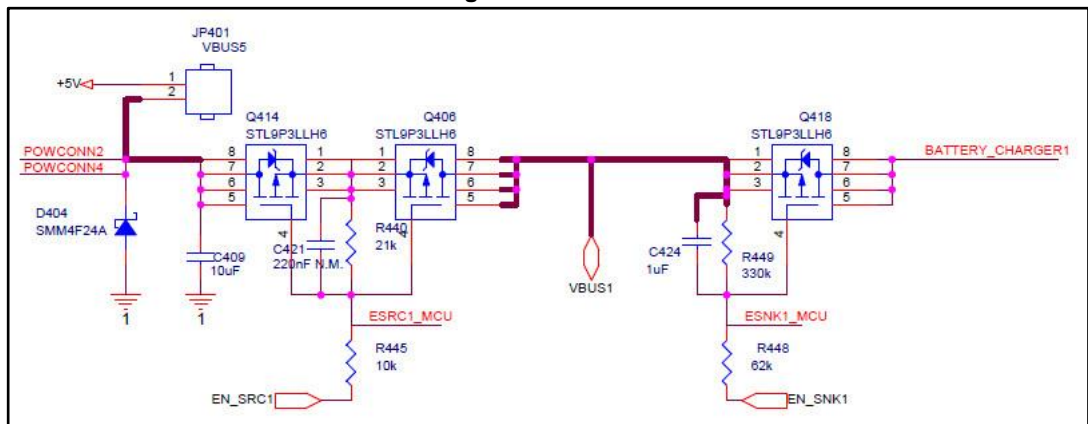 JP401
VBUS5
+5V
1
2
Q414
STL9P3LLH6
Q406
STL9P3LLH6
Q418
STL9P3LLH6
POWCONN2
POWCONN4
8
7
6
5
1
2
3
1
2
3
8
7
6
5
1
2
3
8
7
6
5
BATTERY_CHARGER1
D404
SMM4F24A
4
4
4
C409
10uF
C421
220nF N.M.
R440
21k
C424
1uF
R449
330k
VBUS1
1
1
ESRC1_MCU
ESNK1_MCU
R445
10k
R448
62k
EN_SRC1
EN_SNK1